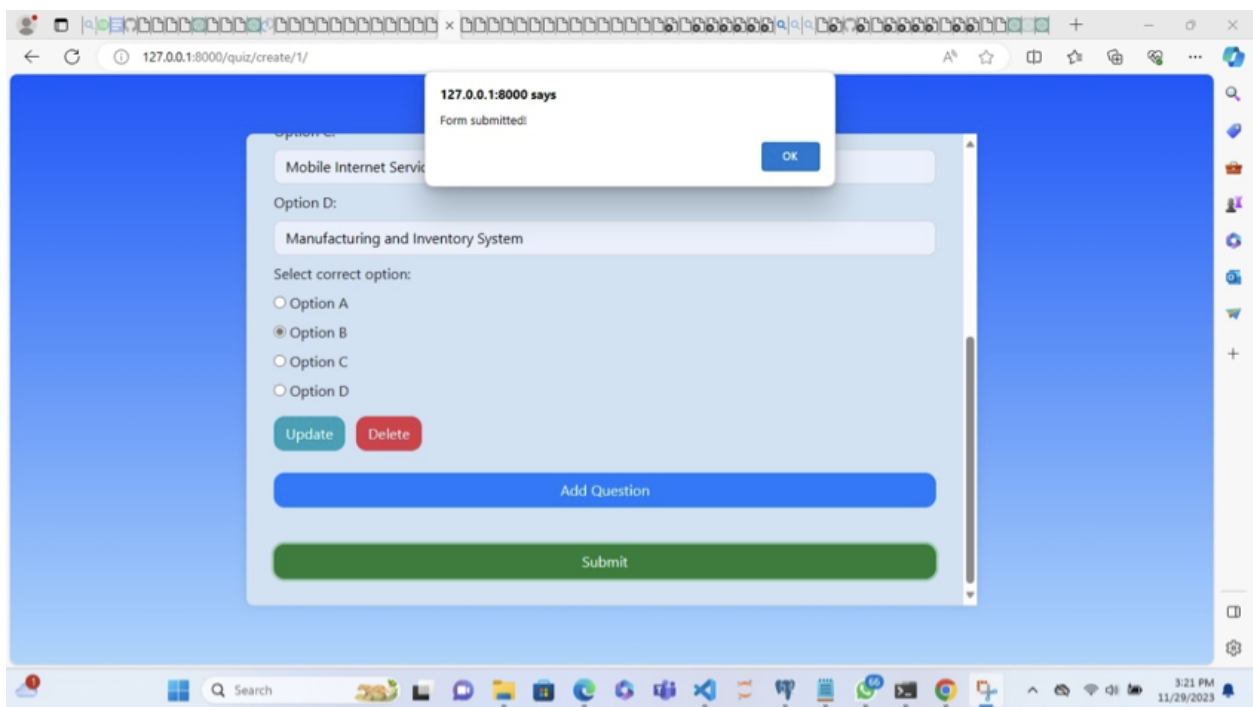 127.0.0.1:8000/quiz/create/1/
127.0.0.1:8000 says
Form submitted!
OK
Option C:
Mobile Internet
Option D:
Manufacturing and Inventory System
Select correct option:
Option A
Option B
Option C
Option D
Update
Delete
Add Question
Submit
Search
66
3:21 PM
11/29/2023